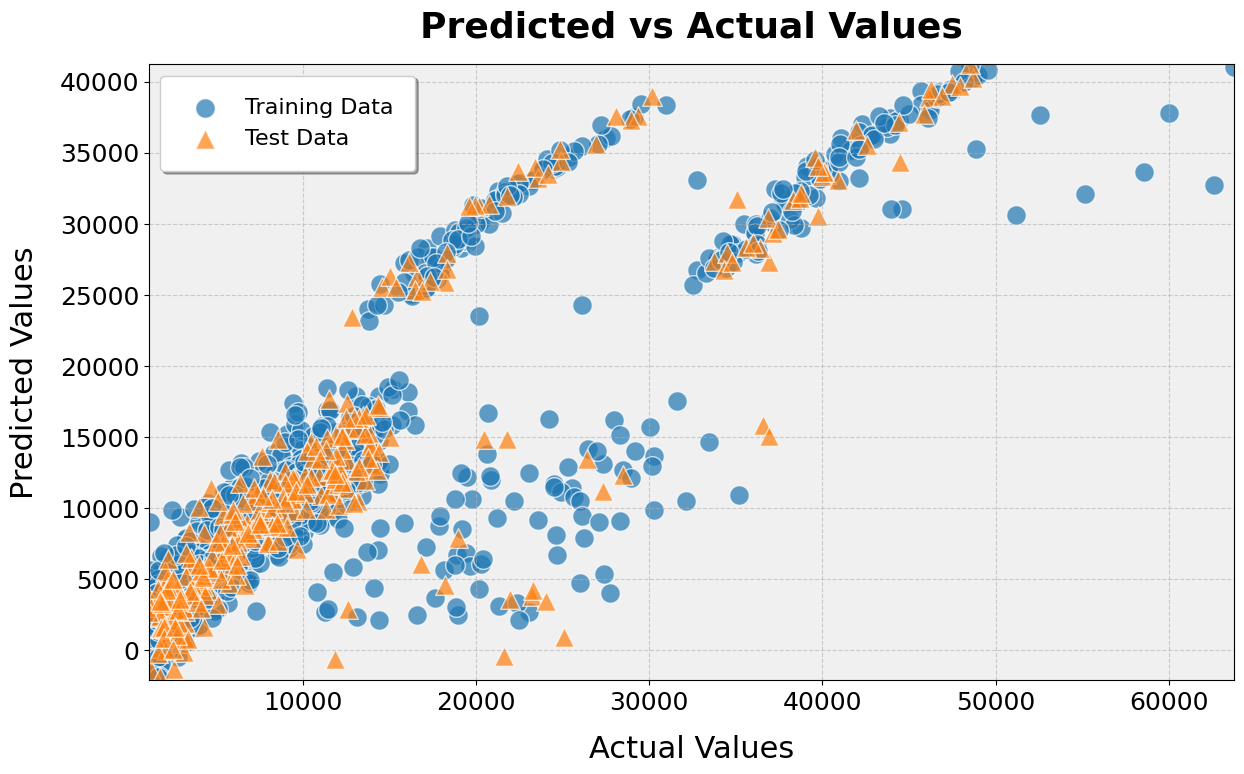 Predicted vs Actual Values
Training Data
Test Data
Predicted Values
40000
35000
30000
25000
20000
15000
10000
5000
0
10000 20000 30000 40000 50000 60000
Actual Values